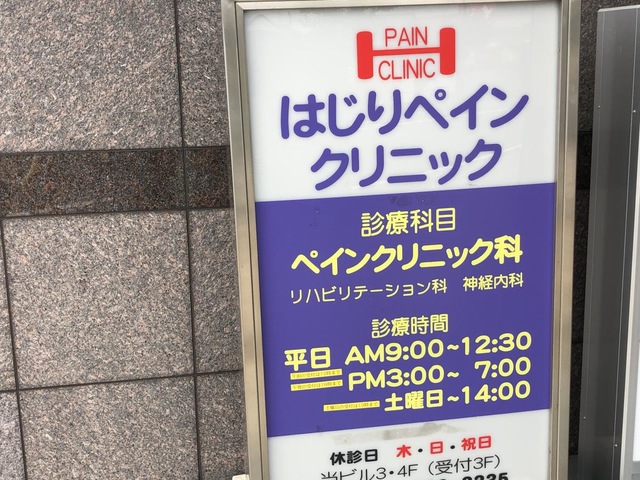 PAIN
CLINIC
はじりペイン
クリニック
診療科目
ペインクリニック科
リハビリテーション科 神経内科
診療時間
平日 AM9:00~12:30
PM3:00~ 7:00
土曜日~14:00
休診日 木・日・祝日
当ビル3・4F(受付3F)